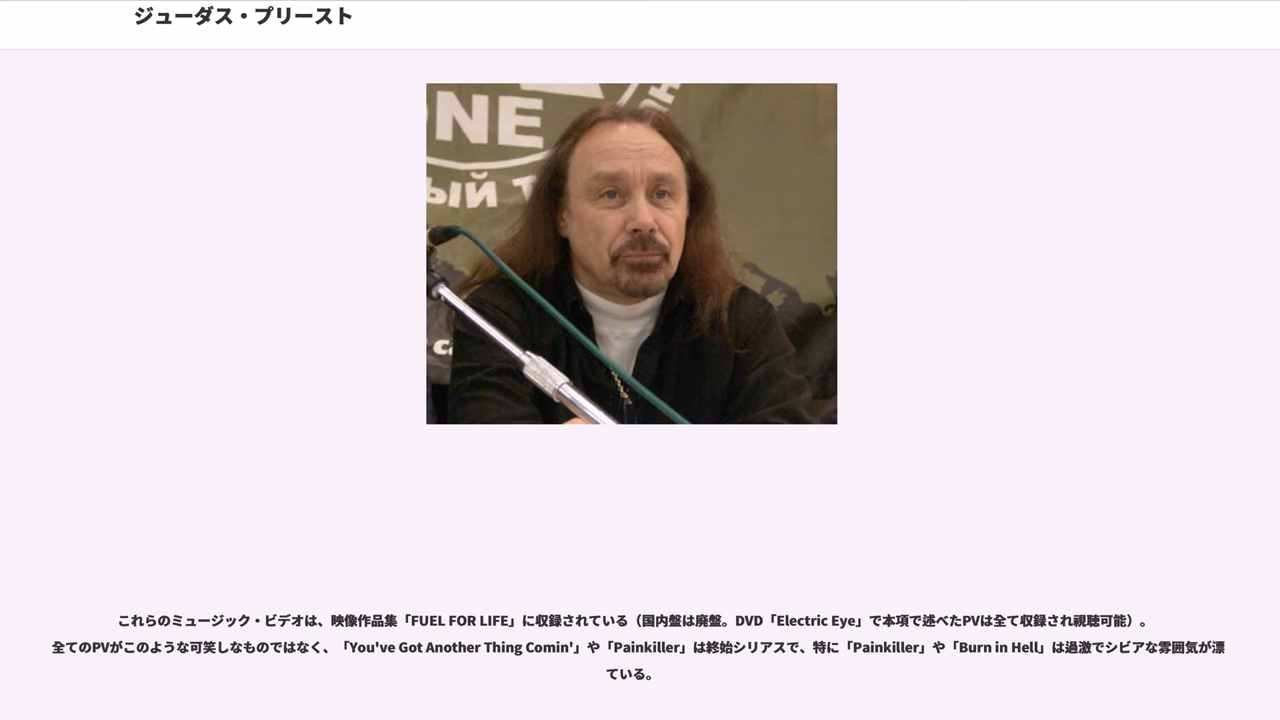 ジューダス・プリースト
NE
ЫЙ Т
これらのミュージック・ビデオは、映像作品集「FUEL FOR LIFE」に収録されている（国内盤は廃盤。DVD「Electric Eye」で本項で述べたPVは全て収録され視聴可能）。
全てのPVがこのような可笑しなものではなく、「You've Got Another Thing Comin'」や「Painkiller」は終始シリアスで、特に「Painkiller」や「Burn in Hell」は過激でシビアな雰囲気が漂
ている。